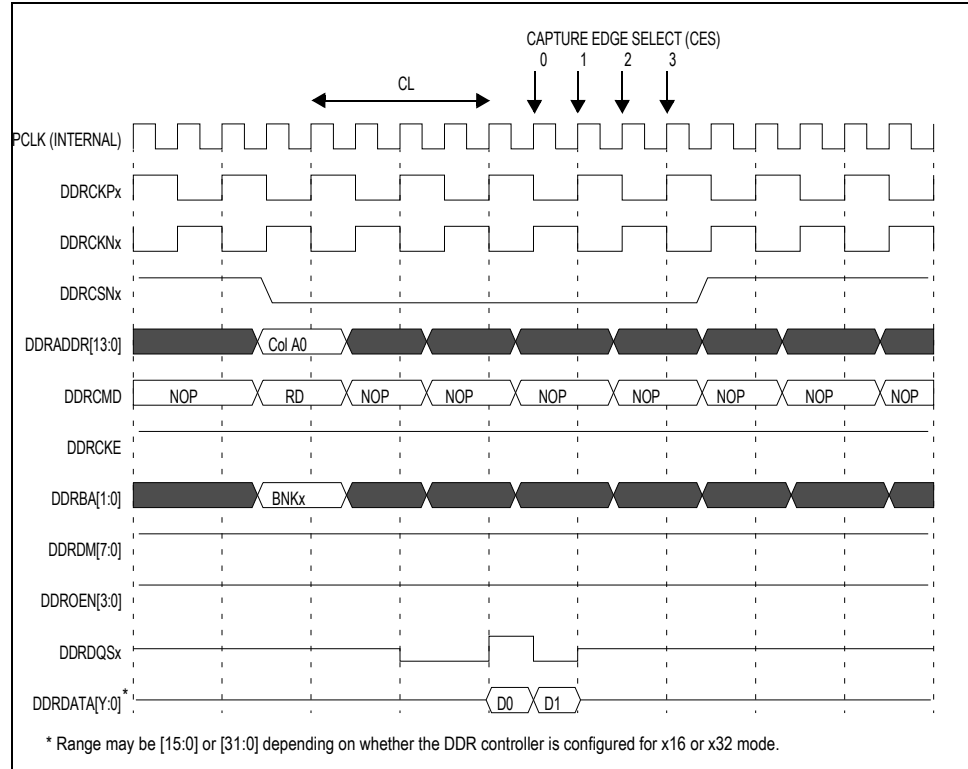 CAPTURE EDGE SELECT (CES)
0 1 2 3
CL
PCLK (INTERNAL)
DDRCKPx
DDRCKNx
DDRCSNx
DDRADDR[13:0] Col A0
DDRCMD NOP RD NOP NOP NOP NOP NOP NOP NOP
DDRCKE
DDRBA[1:0] BNKx
DDRDM[7:0]
DDROEN[3:0]
DDRDQSx
DDRDATA[Y:0]* D0 D1
* Range may be [15:0] or [31:0] depending on whether the DDR controller is configured for x16 or x32 mode.